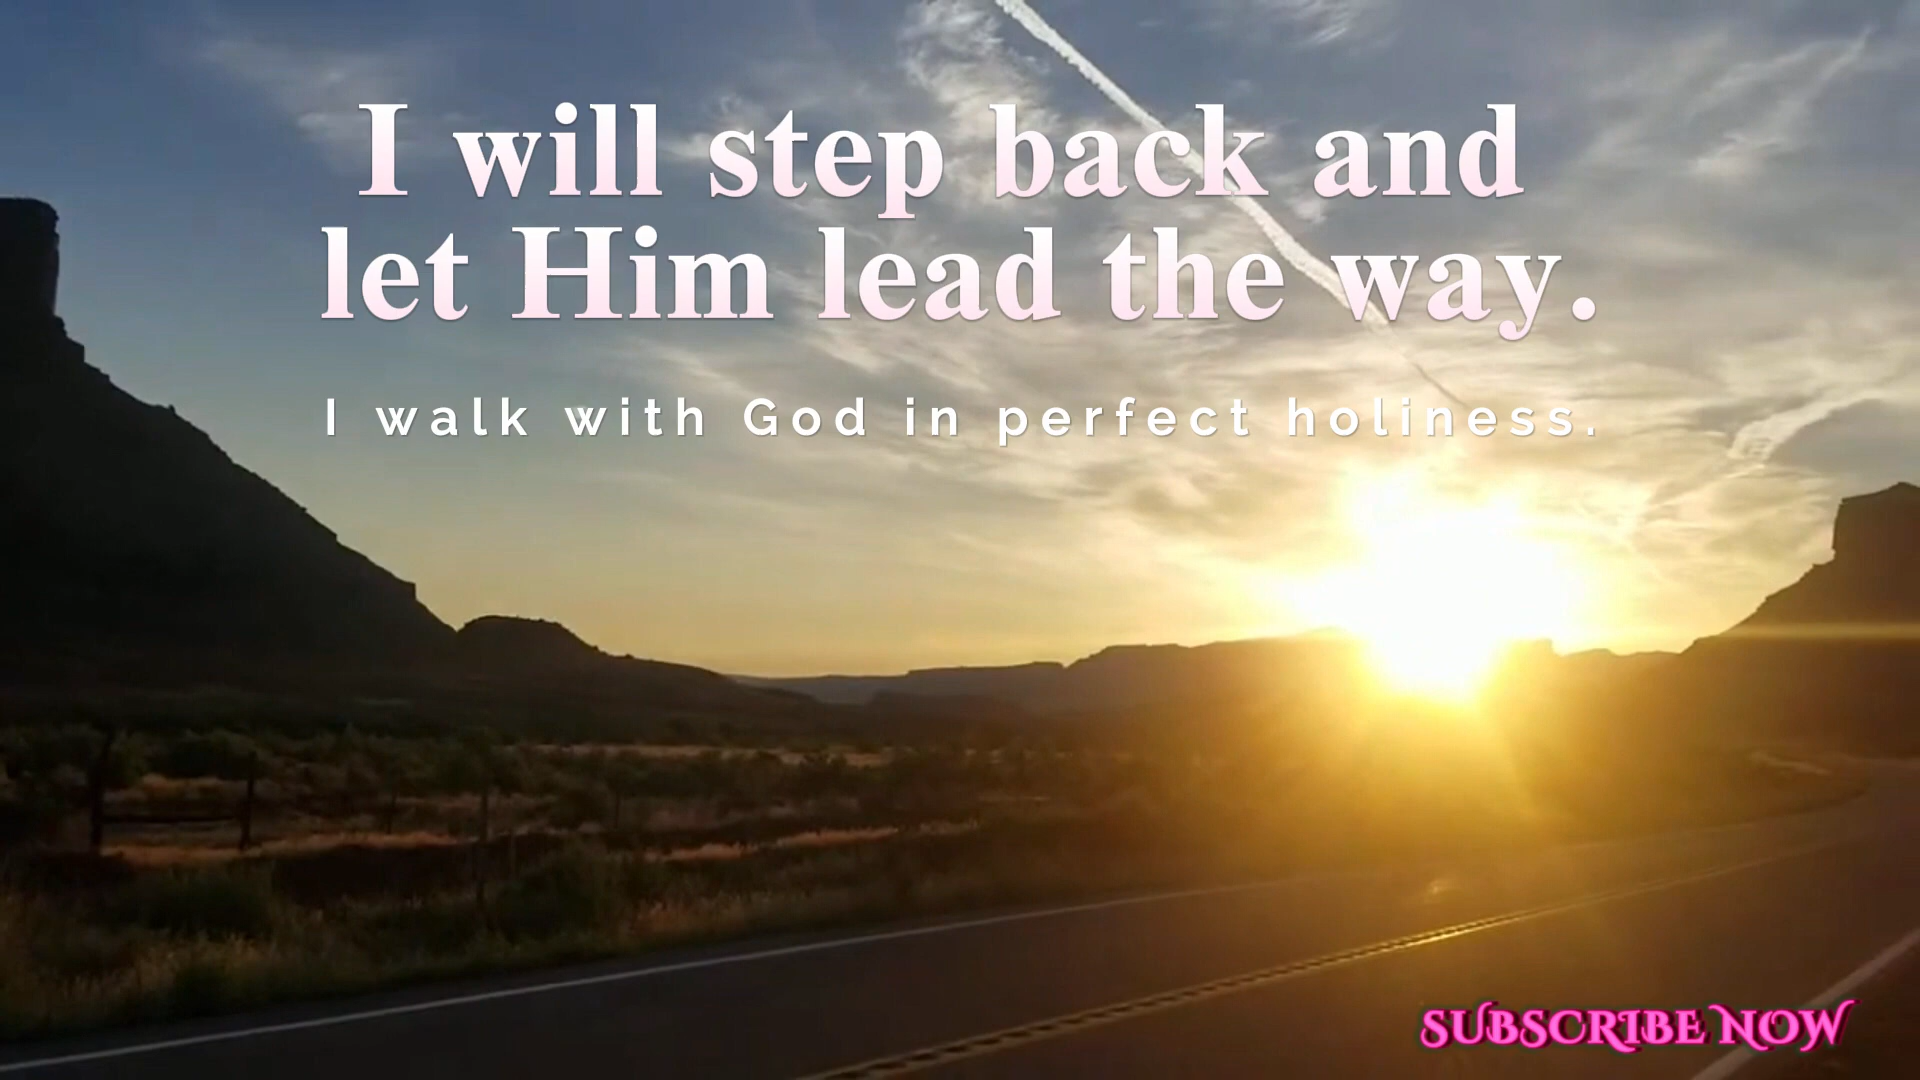 I will step back and
let Him lead the way.
I walk with God in perfect holiness.
SUBSCRIBE NOW